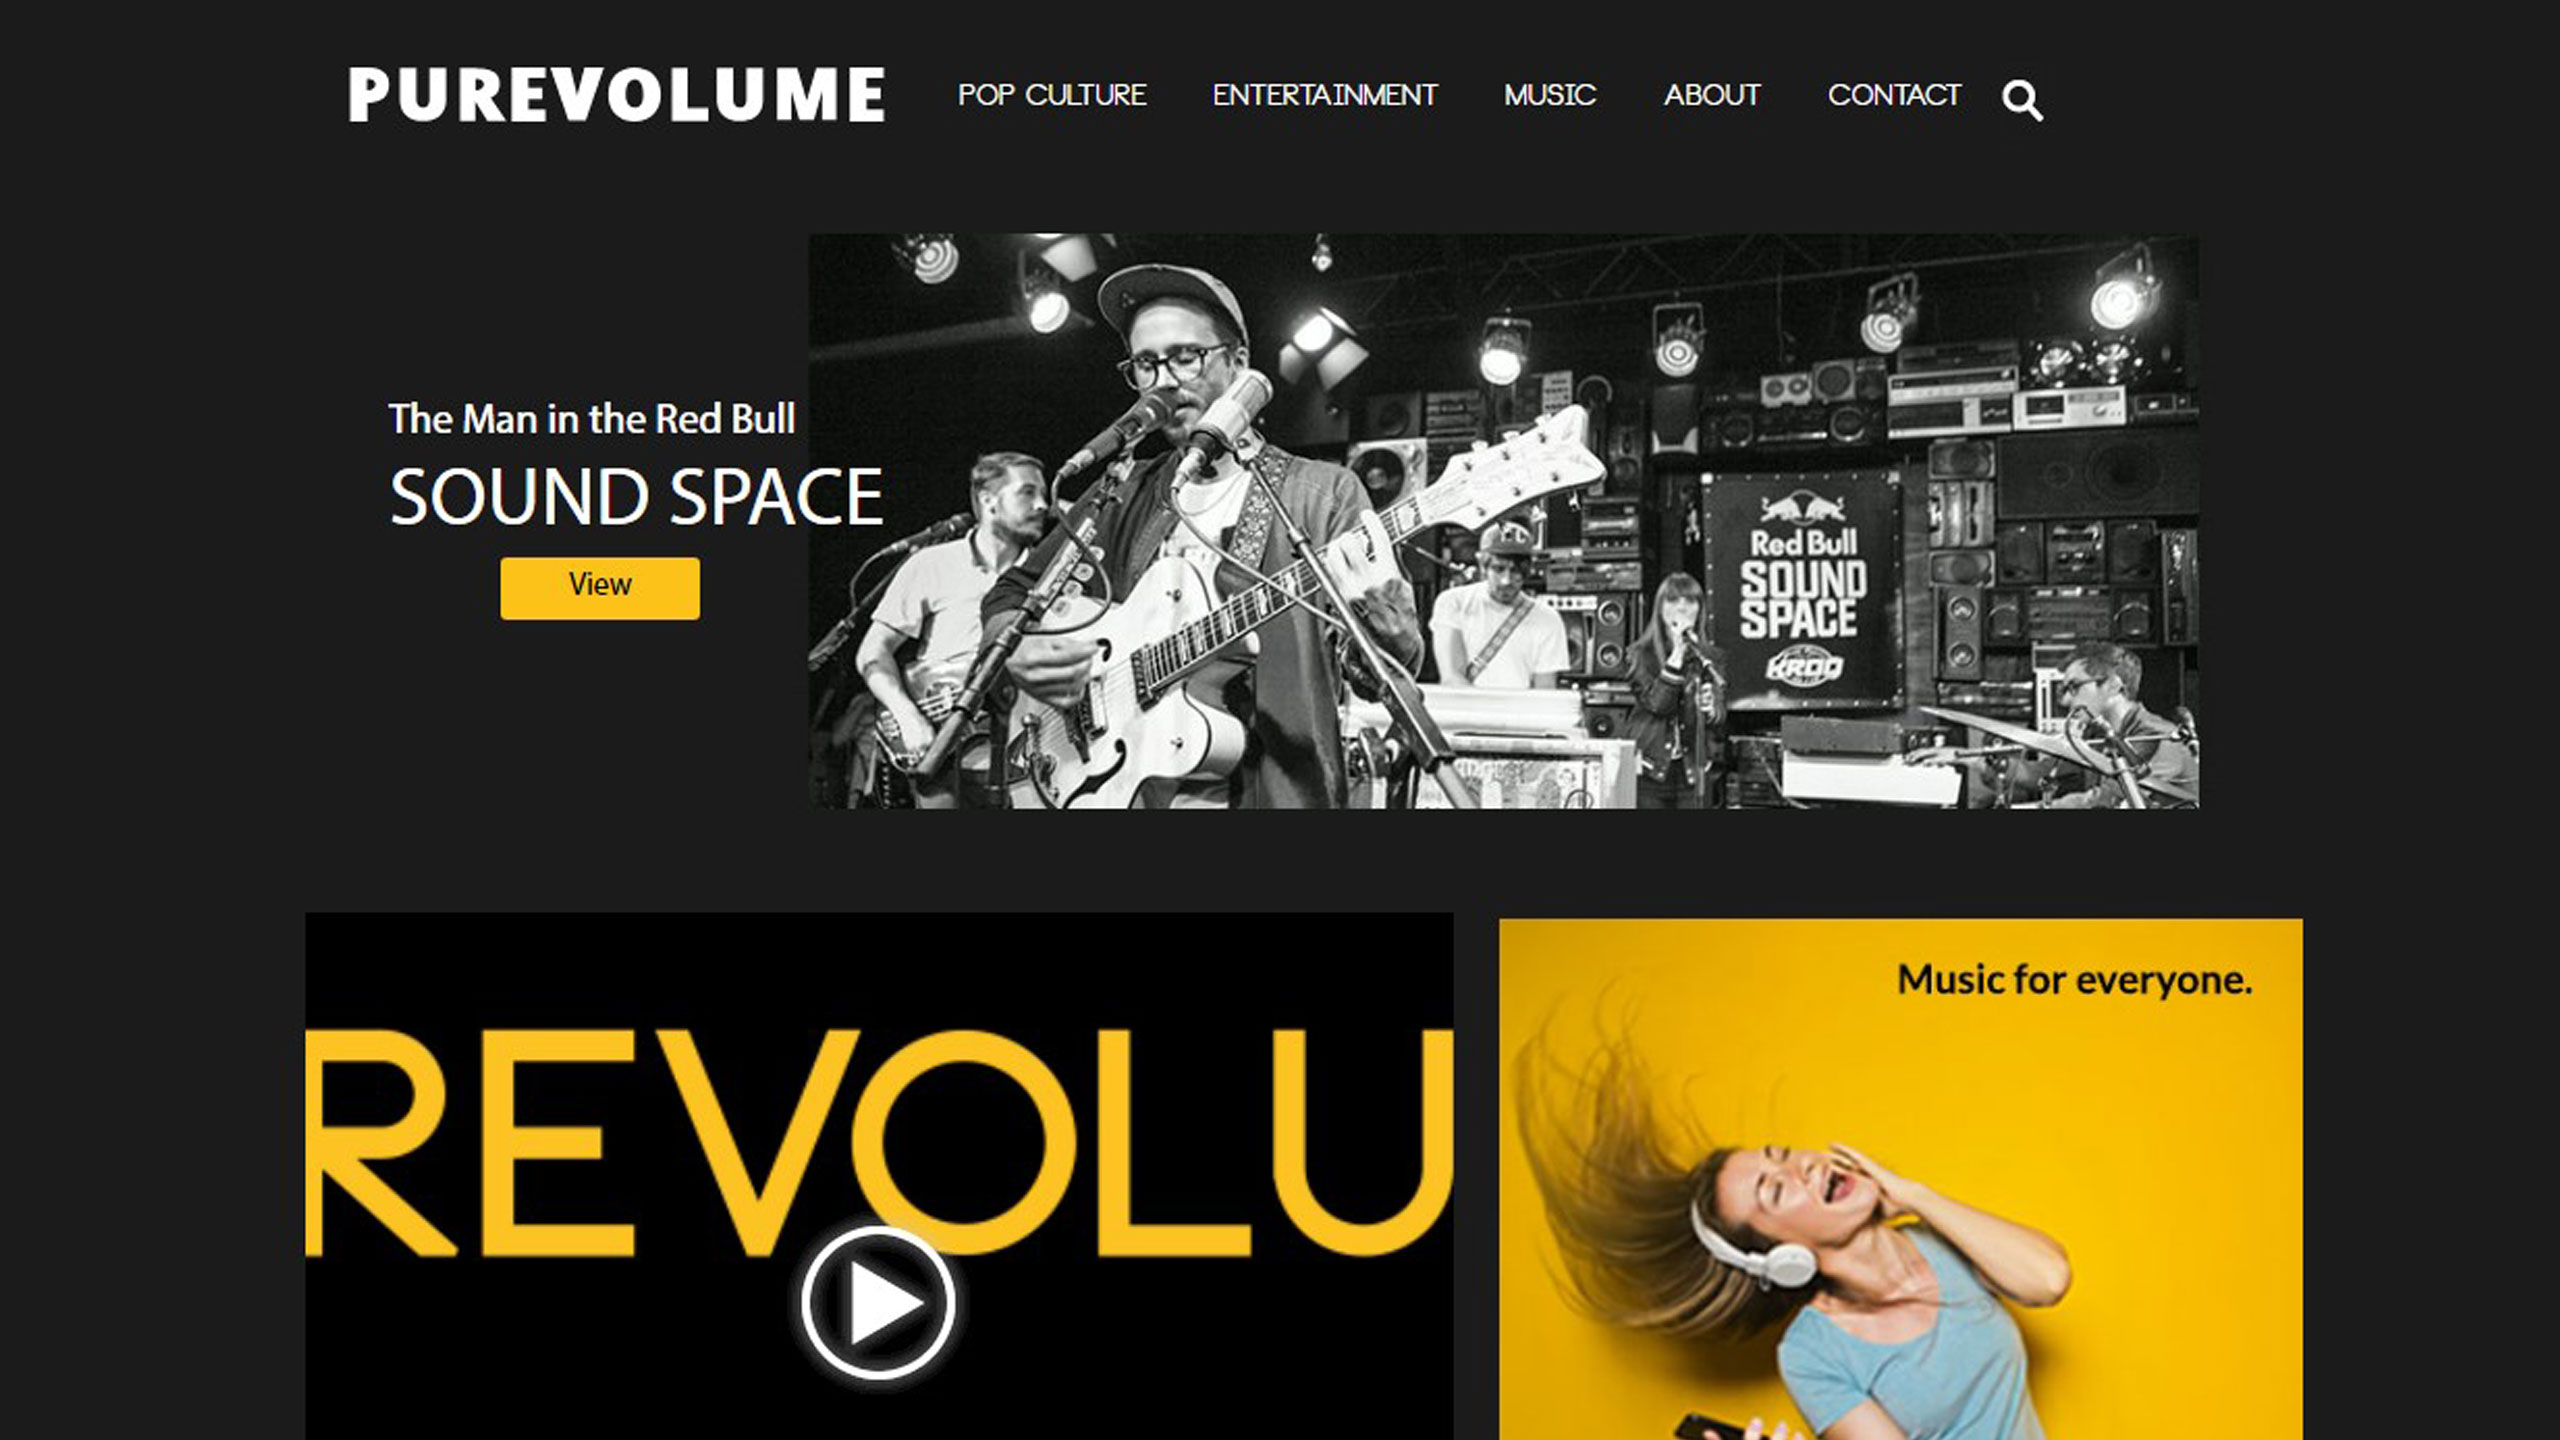 PUREVOLUME
POP CULTURE
ENTERTAINMENT
MUSIC
ABOUT
CONTACT
The Man in the Red Bull
SOUND SPACE
View
Red Bull
SOUND
SPACE
KROQ
REVOLU
Music for everyone.